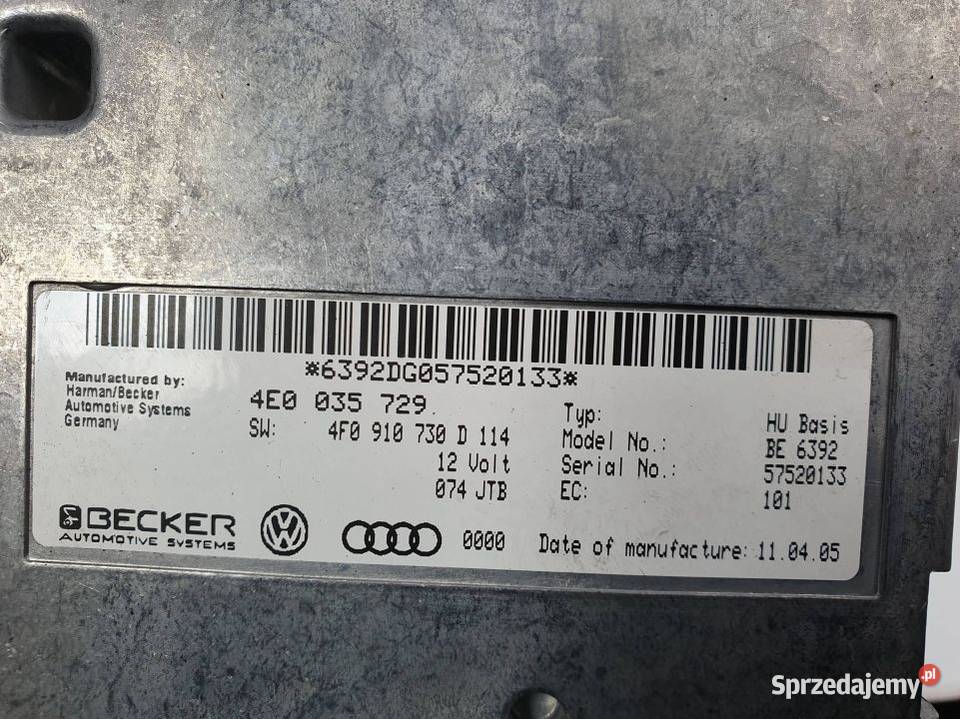 *6392DG057520133*
Manufactured by:
Harman/Becker
Automotive Systems
Germany
4E0 035 729
SW: 4F0 910 730 D 114
12 Volt
074 JTB
Typ: HU Basis
Model No.: BE 6392
Serial No.: 57520133
EC: 101
BECKER
AUTOMOTIVE SYSTEMS
0000
Date of manufacture: 11.04.05
Sprzedajemy.pl